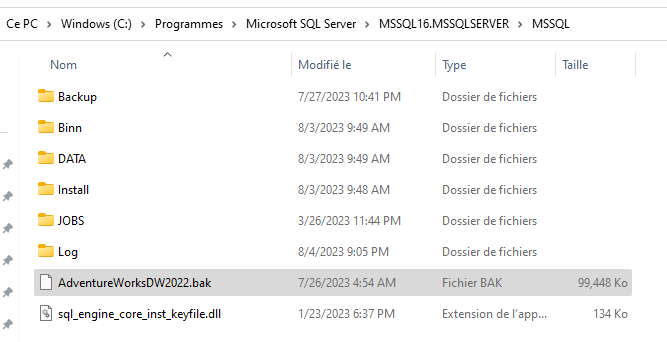 Ce PC > Windows (C:) > Programmes > Microsoft SQL Server > MSSQL16.MSSQLSERVER > MSSQL
Nom Modifié le Type Taille
Backup 7/27/2023 10:41 PM Dossier de fichiers
Binn 8/3/2023 9:49 AM Dossier de fichiers
DATA 8/3/2023 9:49 AM Dossier de fichiers
Install 8/3/2023 9:48 AM Dossier de fichiers
JOBS 3/26/2023 11:44 PM Dossier de fichiers
Log 8/4/2023 9:05 PM Dossier de fichiers
AdventureWorksDW2022.bak 7/26/2023 4:54 AM Fichier BAK 99,448 Ko
sql_engine_core_inst_keyfile.dll 1/23/2023 6:37 PM Extension de l'app... 134 Ko